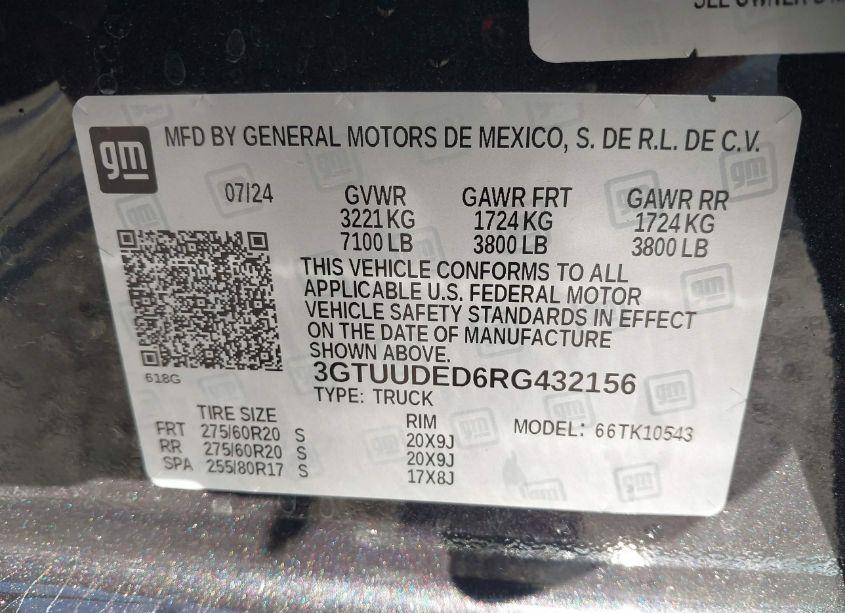 SEE OWNER'S
gm
MFD BY GENERAL MOTORS DE MEXICO, S. DE R.L. DE C.V.
07/24 GVWR GAWR FRT GAWR RR
3221 KG 1724 KG 1724 KG
7100 LB 3800 LB 3800 LB
THIS VEHICLE CONFORMS TO ALL
APPLICABLE U.S. FEDERAL MOTOR
VEHICLE SAFETY STANDARDS IN EFFECT
ON THE DATE OF MANUFACTURE
SHOWN ABOVE.
618G
3GTUUDED6RG432156
TYPE: TRUCK
TIRE SIZE RIM MODEL: 66TK10543
FRT 275/60R20 S 20X9J
RR 275/60R20 S 20X9J
SPA 255/80R17 S 17X8J